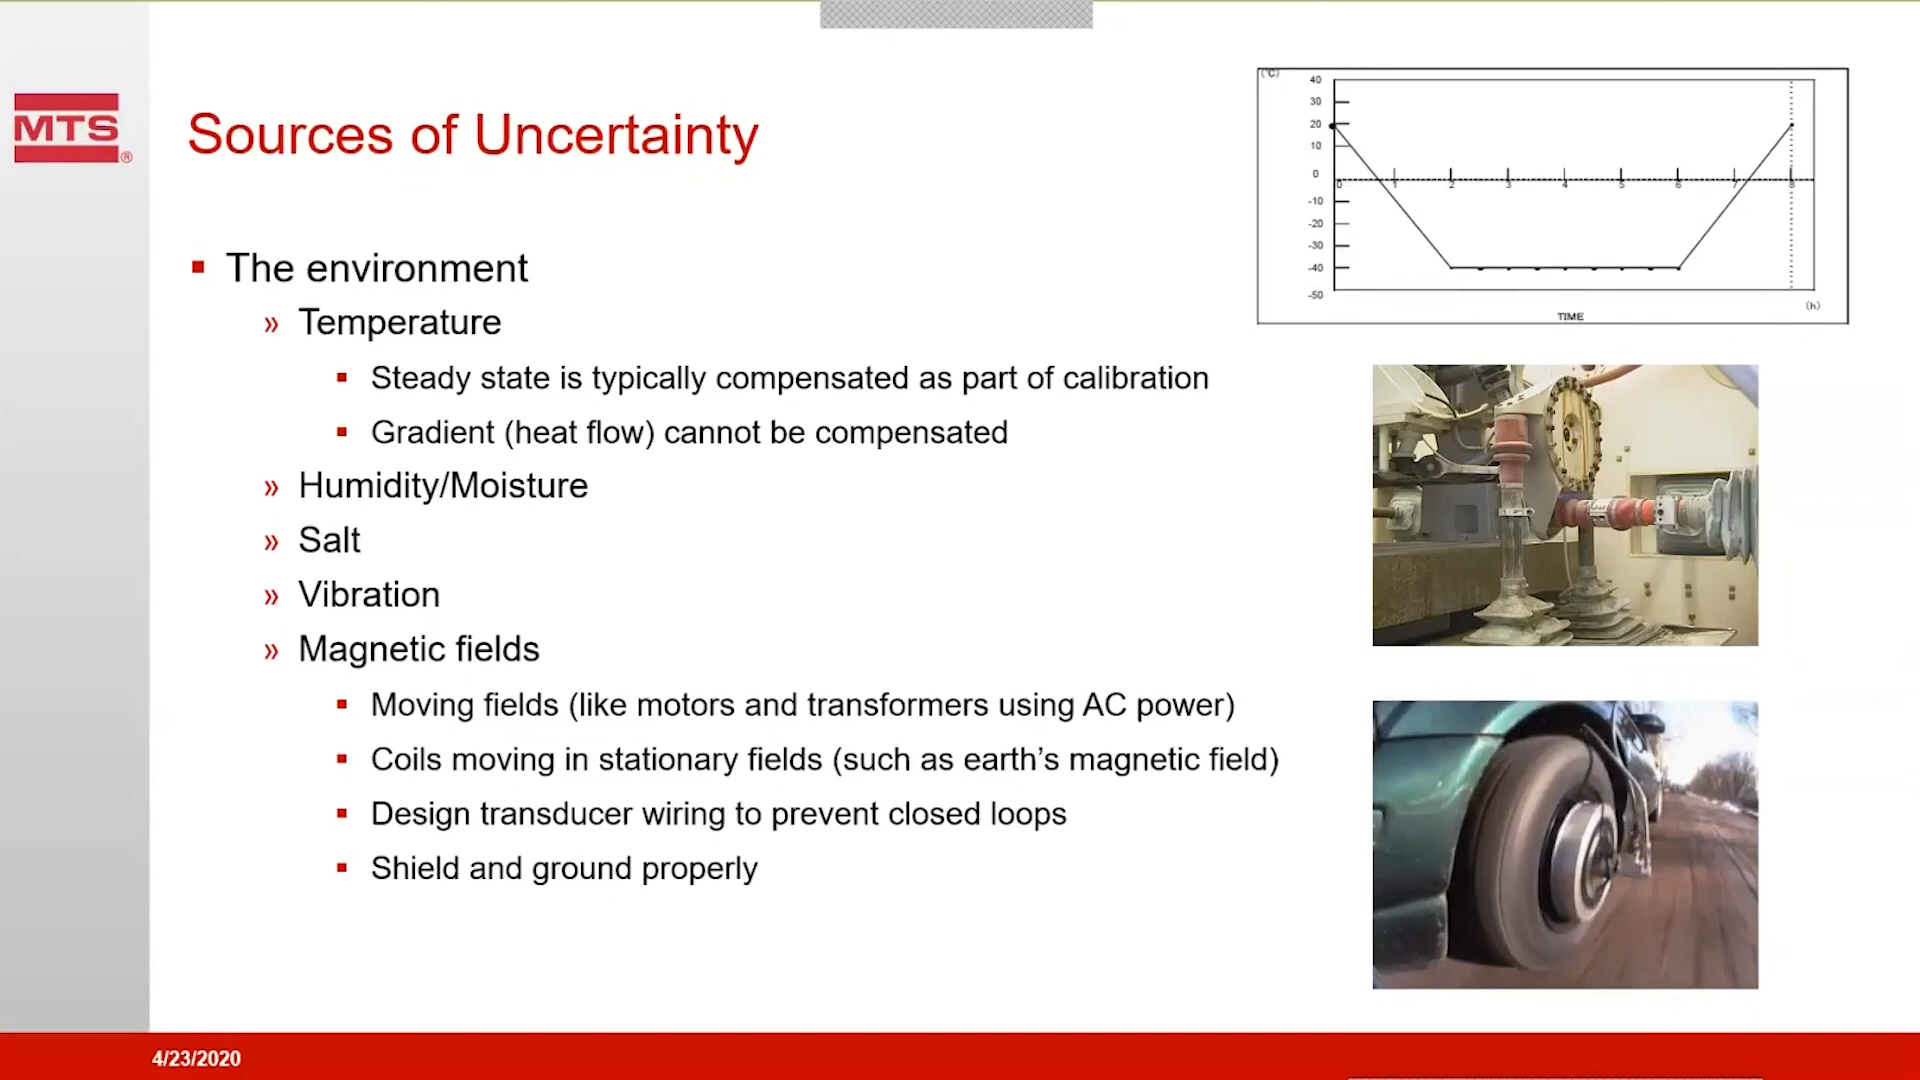 MTS®
Sources of Uncertainty
The environment
» Temperature
Steady state is typically compensated as part of calibration
Gradient (heat flow) cannot be compensated
» Humidity/Moisture
» Salt
» Vibration
» Magnetic fields
Moving fields (like motors and transformers using AC power)
Coils moving in stationary fields (such as earth’s magnetic field)
Design transducer wiring to prevent closed loops
Shield and ground properly
(°C)
40
30
20
10
0
-10
-20
-30
-40
-50
0 1 2 3 4 5 6 7 8
(h)
TIME
4/23/2020